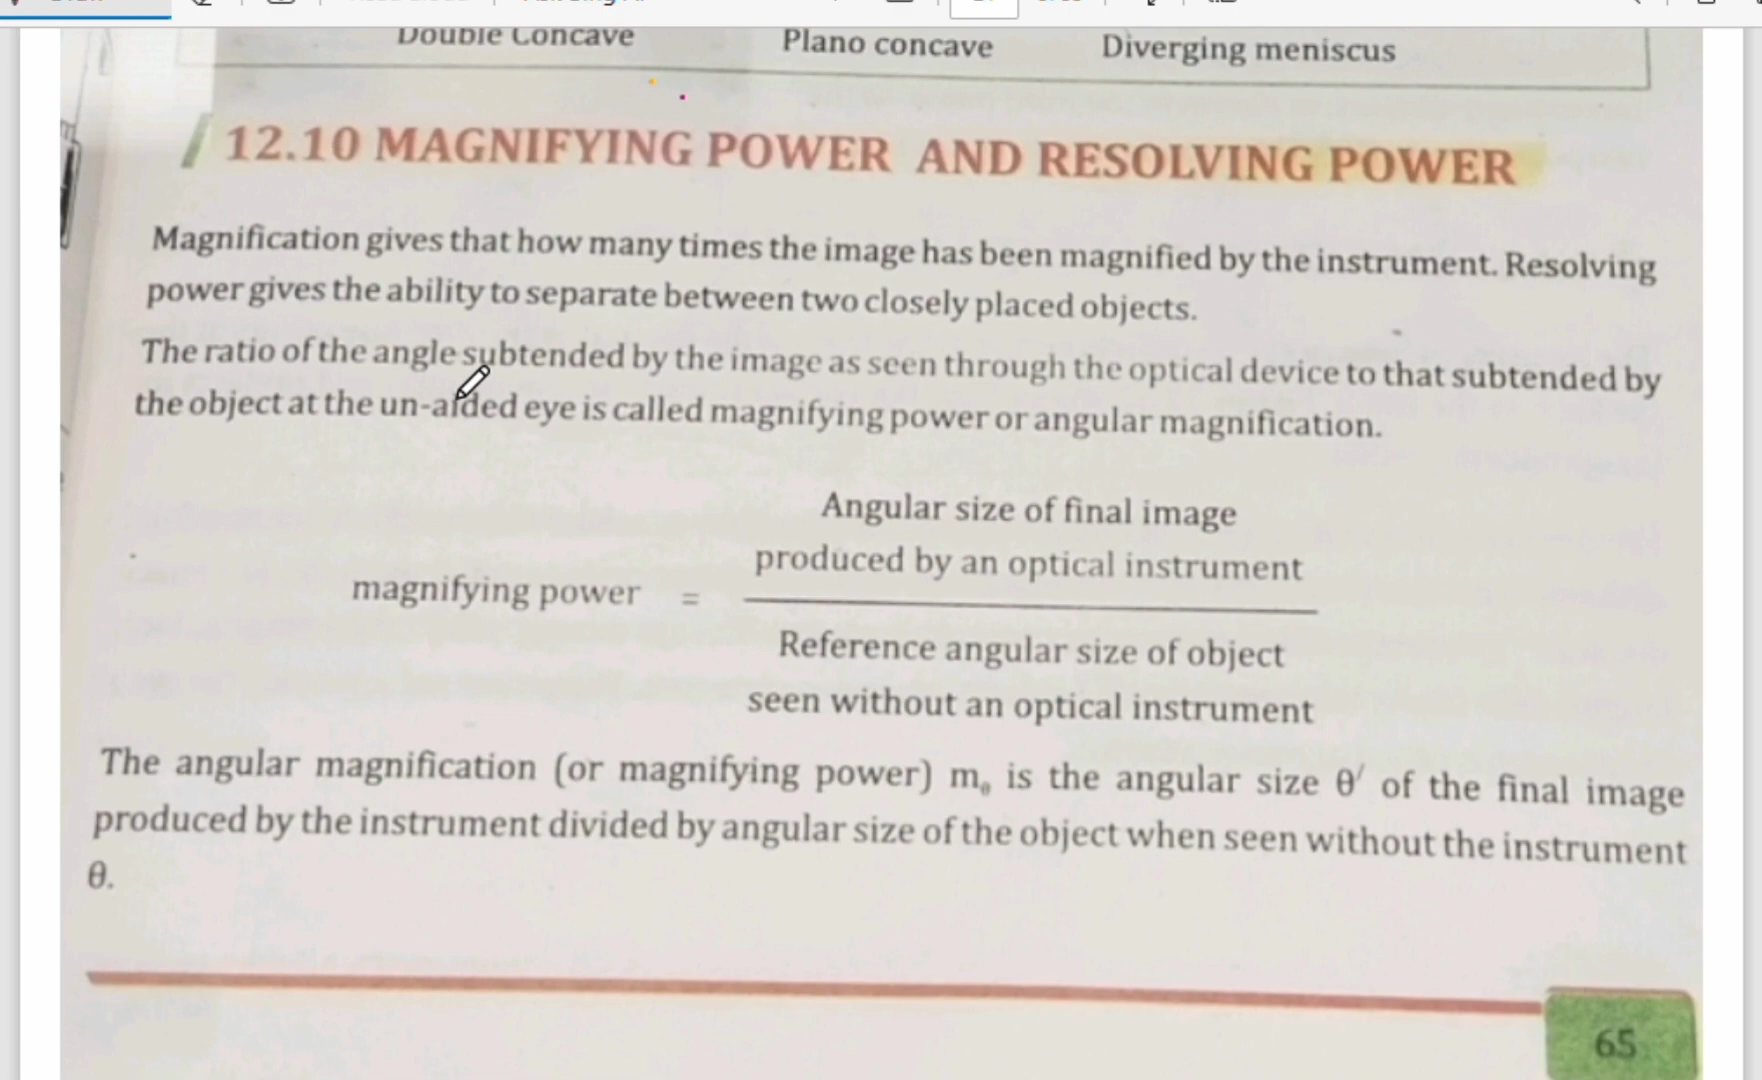 Double Concave Plano concave Diverging meniscus
12.10 MAGNIFYING POWER AND RESOLVING POWER
Magnification gives that how many times the image has been magnified by the instrument. Resolving
power gives the ability to separate between two closely placed objects.
The ratio of the angle subtended by the image as seen through the optical device to that subtended by
the object at the un-aided eye is called magnifying power or angular magnification.
Angular size of final image
produced by an optical instrument
magnifying power =
Reference angular size of object
seen without an optical instrument
The angular magnification (or magnifying power) mθ is the angular size θ′ of the final image
produced by the instrument divided by angular size of the object when seen without the instrument
θ.
65